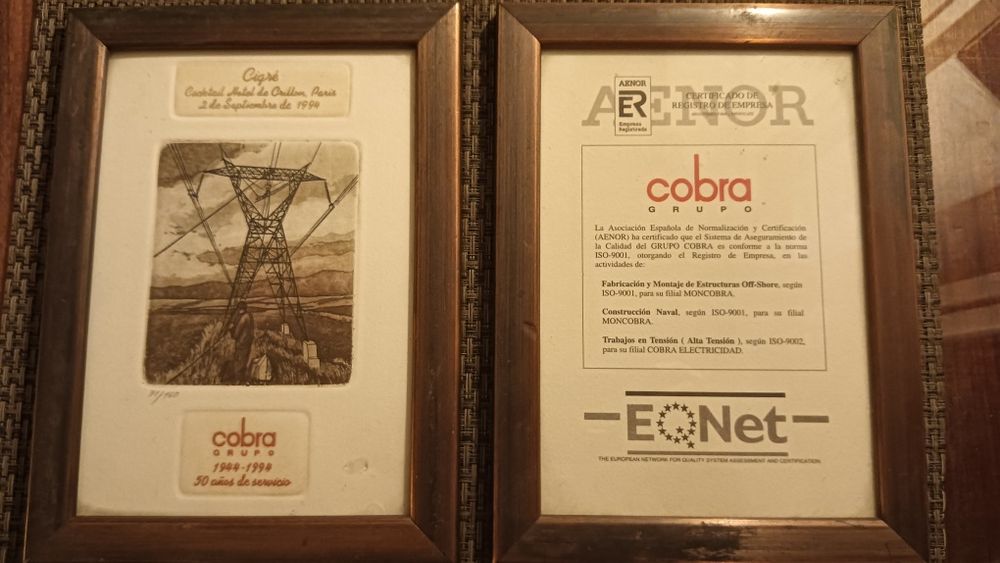 Cigré
Cocktail Hotel de Crillon, Paris
2 de Septiembre de 1994
cobra
GRUPO
1944-1994
50 años de servicio
AENOR
AENOR
ER
Empresa
Registrada
CERTIFICADO DE
REGISTRO DE EMPRESA
cobra
GRUPO
La Asociación Española de Normalización y Certificación
(AENOR) ha certificado que el Sistema de Aseguramiento de
la Calidad del GRUPO COBRA es conforme a la norma
ISO-9001, otorgando el Registro de Empresa, en las
actividades de:
Fabricación y Montaje de Estructuras Off-Shore, según
ISO-9001, para su filial MONCOBRA.
Construcción Naval, según ISO-9001, para su filial
MONCOBRA.
Trabajos en Tensión ( Alta Tensión ), según ISO-9002,
para su filial COBRA ELECTRICIDAD.
EQNet
THE EUROPEAN NETWORK FOR QUALITY SYSTEM ASSESSMENT AND CERTIFICATION